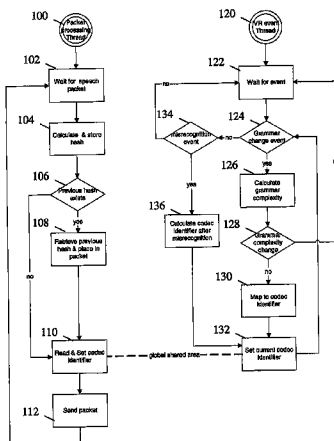 100
Packet
processing
Thread
102
Wait for speech
packet
104
Calculate & store
hash
106
Previous hash
exists
yes
108
Retrieve previous
hash & place in
packet
no
110
Read & Set codec
identifier
global shared area
112
Send packet
120
VR event
Thread
122
Wait for event
no
134
misrecognition
event
no
124
Grammar
change event
yes
126
Calculate
grammar
complexity
yes
136
Calculate codec
identifier after
misrecognition
128
Grammar
complexity
change
no
130
Map to codec
identifier
132
Set current codec
identifier